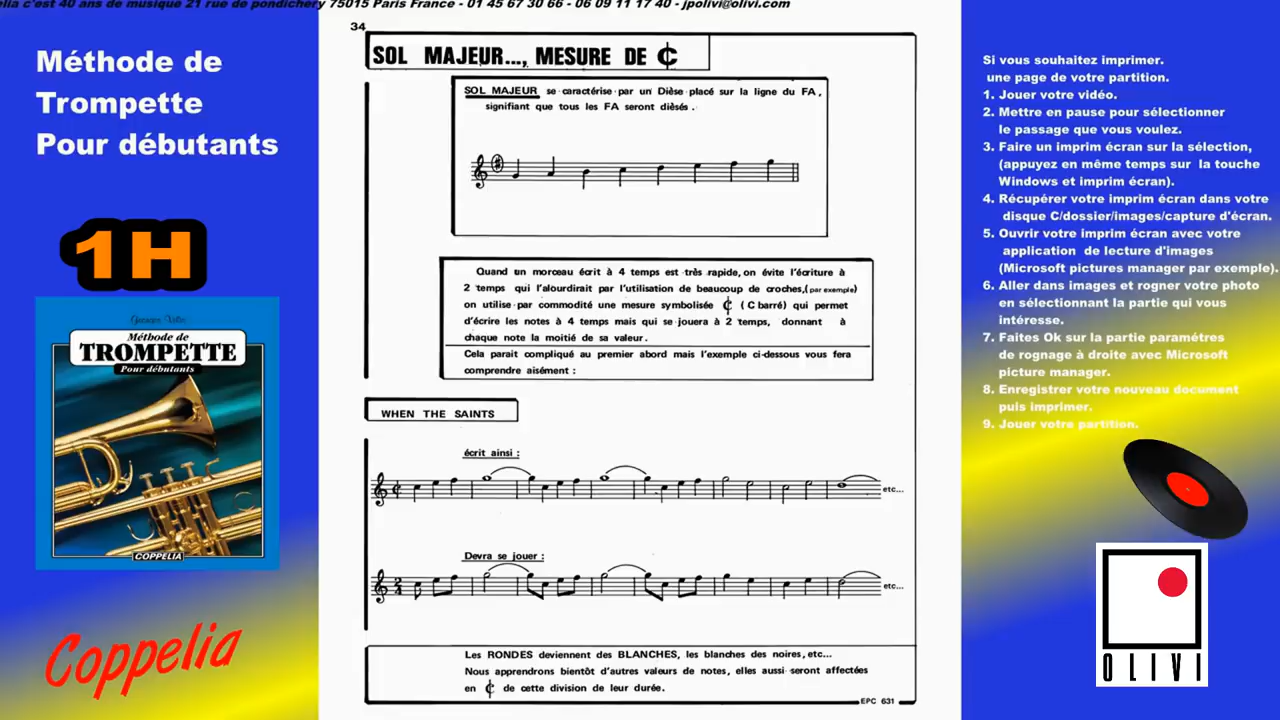 elia c'est 40 ans de musique 21 rue de pondichéry 75015 Paris France - 01 45 67 30 66 - 06 09 11 17 40 - jpolivi@olivi.com
Méthode de
Trompette
Pour débutants
1H
Méthode de
TROMPETTE
Pour débutants
COPPELIA
Coppelia
34
SOL MAJEUR..., MESURE DE ₵
SOL MAJEUR se caractérise par un Dièse placé sur la ligne du FA,
signifiant que tous les FA seront dièsés.
Quand un morceau écrit à 4 temps est très rapide, on évite l'écriture à
2 temps qui l'alourdirait par l'utilisation de beaucoup de croches, (par exemple)
on utilise par commodité une mesure symbolisée ₵ (C barré) qui permet
d'écrire les notes à 4 temps mais qui se jouera à 2 temps, donnant à
chaque note la moitié de sa valeur.
Cela parait compliqué au premier abord mais l'exemple ci-dessous vous fera
comprendre aisément :
WHEN THE SAINTS
écrit ainsi :
etc...
Devra se jouer :
2
4
etc...
Les RONDES deviennent des BLANCHES, les blanches des noires, etc...
Nous apprendrons bientôt d'autres valeurs de notes, elles aussi seront affectées
en ₵ de cette division de leur durée.
EPC 631
Si vous souhaitez imprimer.
une page de votre partition.
1. Jouer votre vidéo.
2. Mettre en pause pour sélectionner
le passage que vous voulez.
3. Faire un imprim écran sur la sélection,
(appuyez en même temps sur la touche
Windows et imprim écran).
4. Récupérer votre imprim écran dans votre
disque C/dossier/images/capture d'écran.
5. Ouvrir votre imprim écran avec votre
application de lecture d'images
(Microsoft pictures manager par exemple).
6. Aller dans images et rogner votre photo
en sélectionnant la partie qui vous
intéresse.
7. Faites Ok sur la partie paramétres
de rognage à droite avec Microsoft
picture manager.
8. Enregistrer votre nouveau document
puis imprimer.
9. Jouer votre partition.
OLIVI